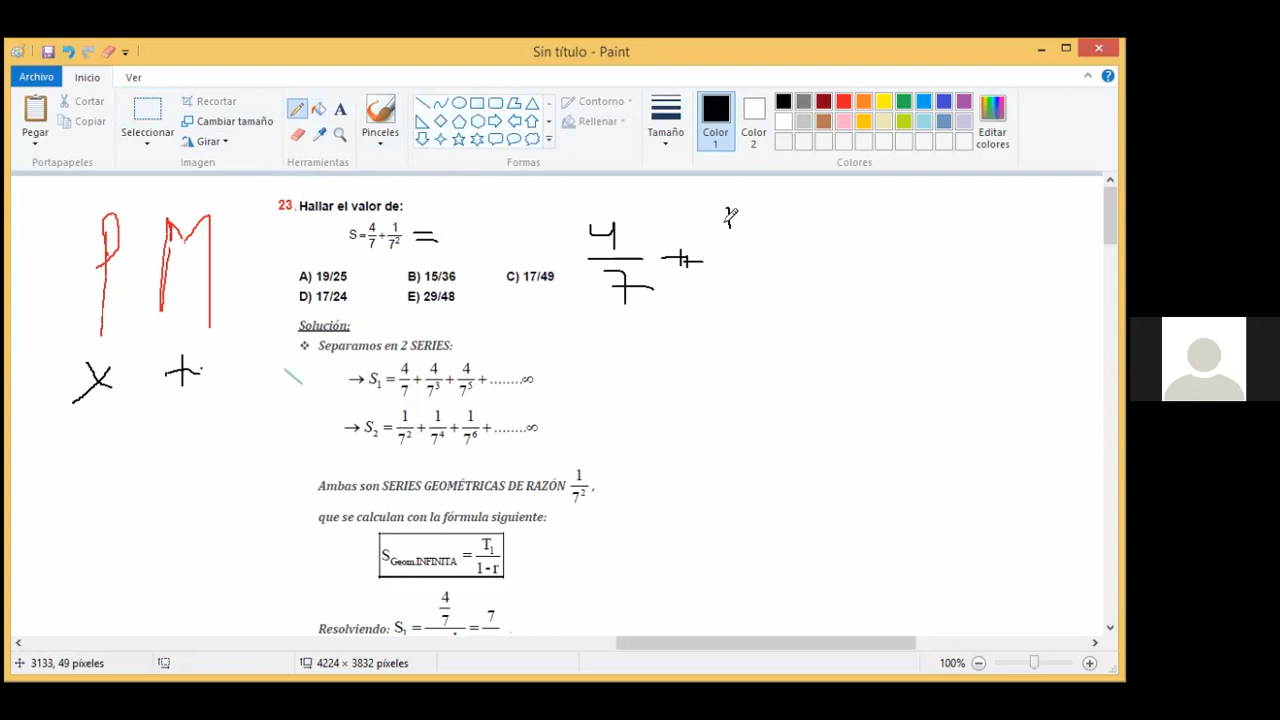 Sin título - Paint
Archivo Inicio Ver
Pegar
Cortar
Copiar
Portapapeles
Seleccionar
Recortar
Cambiar tamaño
Girar
Imagen
A
Herramientas
Pinceles
Contorno
Rellenar
Formas
Tamaño
Color 1
Color 2
Editar colores
Colores
P M
x +
23. Hallar el valor de:
S = 4/7 + 1/7² =
4/7 +
A) 19/25 B) 15/36 C) 17/49
D) 17/24 E) 29/48
Solución:
❖ Separamos en 2 SERIES:
→ S₁ = 4/7 + 4/7³ + 4/7⁵ + ........∞
→ S₂ = 1/7² + 1/7⁴ + 1/7⁶ + ........∞
Ambas son SERIES GEOMÉTRICAS DE RAZÓN 1/7² ,
que se calculan con la fórmula siguiente:
S Geom.INFINITA = T₁/1-r
Resolviendo: S₁ = 4/7 = 7
3133, 49 píxeles 4224 × 3832 píxeles 100%